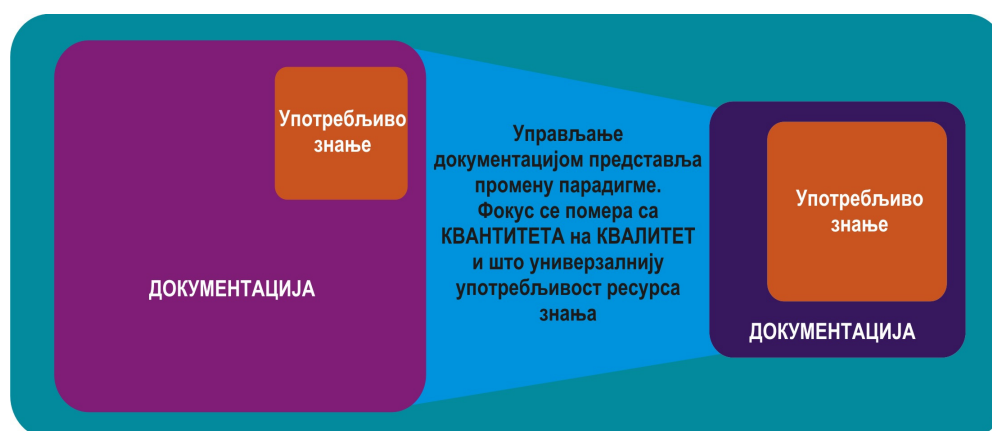 Употребљиво
знање
ДОКУМЕНТАЦИЈА
Управљање
документацијом представља
промену парадигме.
Фокус се помера са
КВАНТИТЕТА на КВАЛИТЕТ
и што универзалнију
употребљивост ресурса
знања
Употребљиво
знање
ДОКУМЕНТАЦИЈА